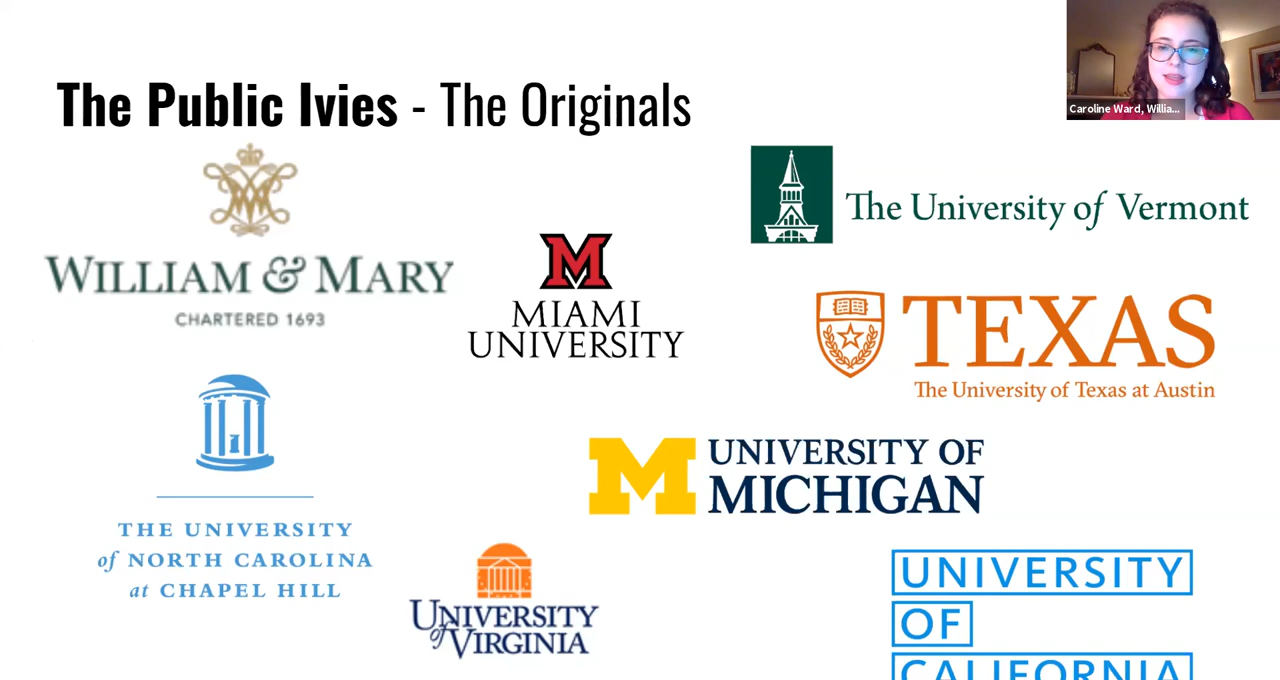 The Public Ivies - The Originals
Caroline Ward, Willia...
WILLIAM & MARY
CHARTERED 1693
M
MIAMI
UNIVERSITY
The University of Vermont
TEXAS
The University of Texas at Austin
THE UNIVERSITY
of NORTH CAROLINA
at CHAPEL HILL
M
UNIVERSITY OF
MICHIGAN
UNIVERSITY
of VIRGINIA
UNIVERSITY
OF
CALIFORNIA